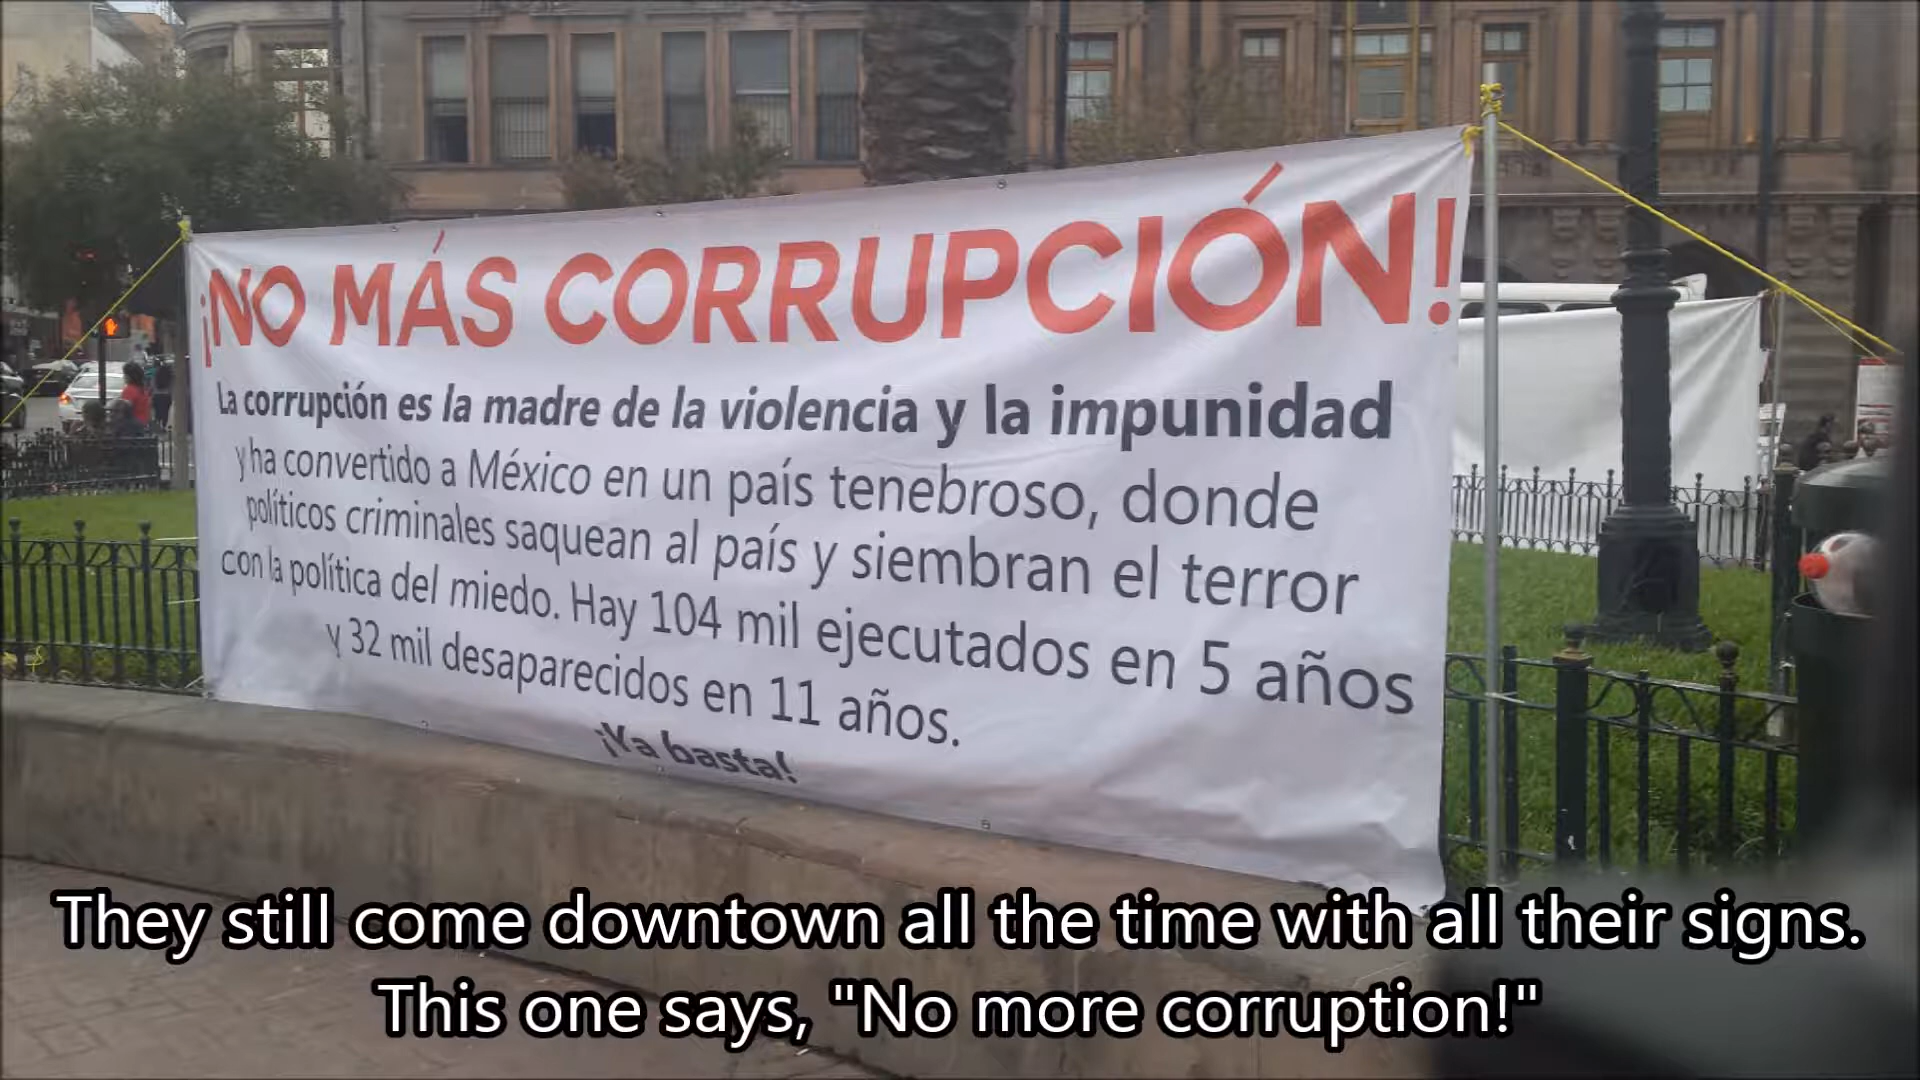 ¡NO MÁS CORRUPCIÓN!
La corrupción es la madre de la violencia y la impunidad
y ha convertido a México en un país tenebroso, donde
políticos criminales saquean al país y siembran el terror
con la política del miedo. Hay 104 mil ejecutados en 5 años
y 32 mil desaparecidos en 11 años.
¡Ya basta!
They still come downtown all the time with all their signs.
This one says, "No more corruption!"